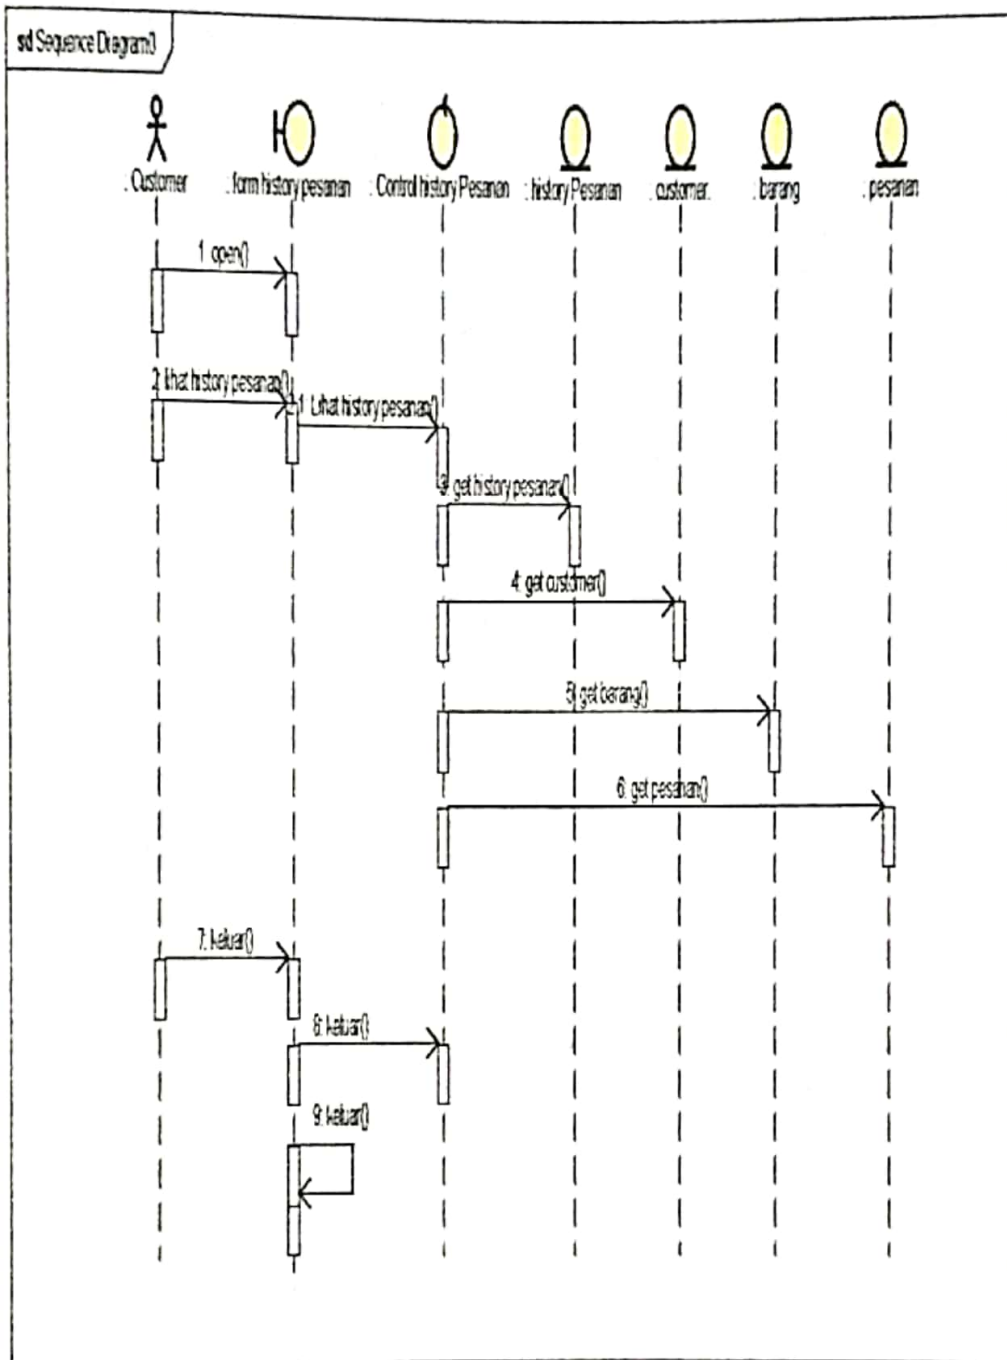 sd Sequence Diagram()
: Customer
: form history pesanan
: Control history Pesanan
: history Pesanan
: customer.
: barang
: pesanan
1: open()
2: lihat history pesanan()
1: Lihat history pesanan()
3: get history pesanan()
4: get customer()
5: get barang()
6: get pesanan()
7: keluar()
8: keluar()
9: keluar()